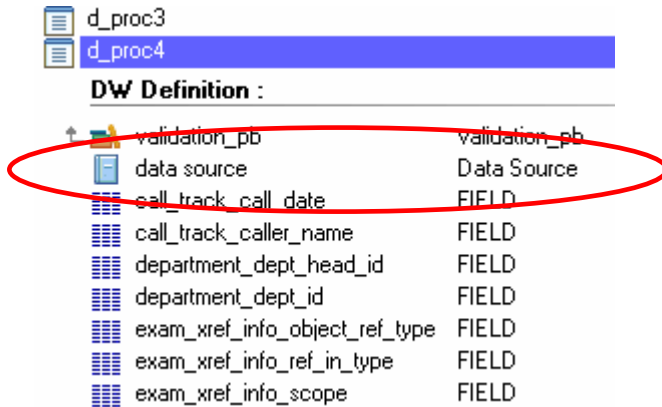 d_proc3
d_proc4
DW Definition :
validation_pb validation_pb
data source Data Source
call_track_call_date FIELD
call_track_caller_name FIELD
department_dept_head_id FIELD
department_dept_id FIELD
exam_xref_info_object_ref_type FIELD
exam_xref_info_ref_in_type FIELD
exam_xref_info_scope FIELD